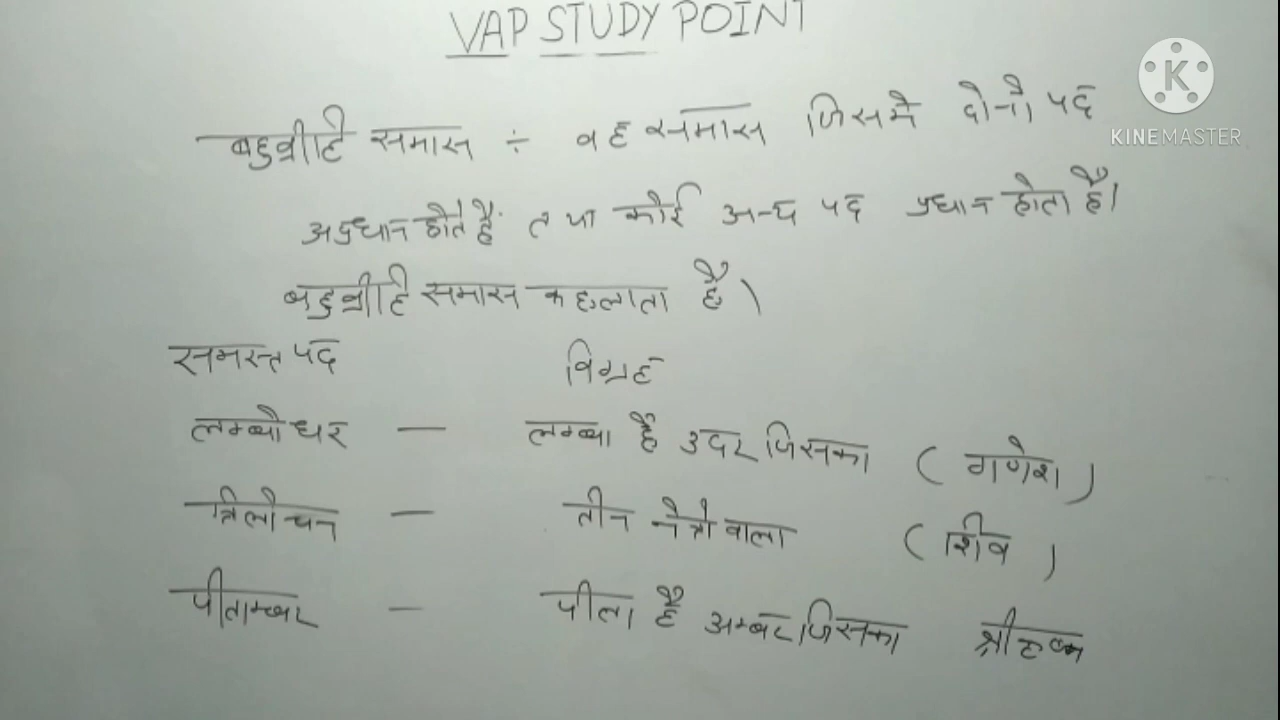 VAP STUDY POINT
K
KINEMASTER
बहुव्रीहि समास ÷ वह समास जिसमे दोनो पद
अप्रधान होते है तथा कोई अन्य पद प्रधान होता है।
बहुव्रीहि समास कहलाता है।
समस्त पद विग्रह
लम्बोधर — लम्बा है उदर जिसका (गणेश)
त्रिलोचन — तीन नेत्रो वाला (शिव)
पीताम्बर — पीला है अम्बर जिसका श्रीकृष्ण